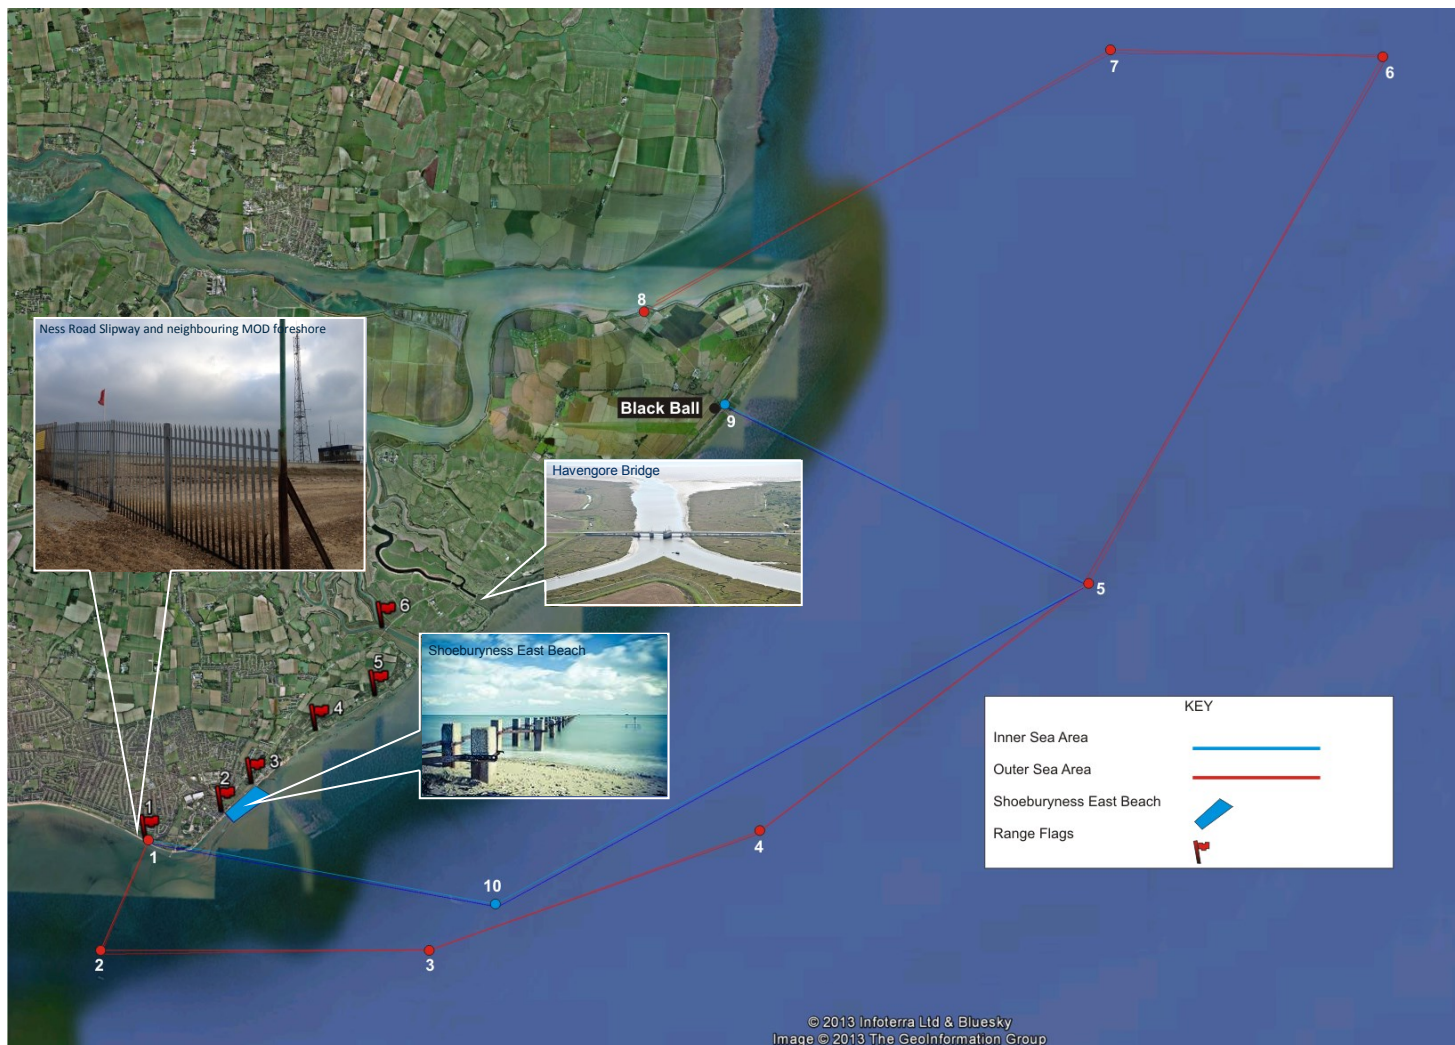 7
6
8
Ness Road Slipway and neighbouring MOD foreshore
Black Ball
9
Havengore Bridge
5
6
Shoeburyness East Beach
5
4
KEY
Inner Sea Area
Outer Sea Area
Shoeburyness East Beach
Range Flags
3
2
1
1
4
10
2
3
© 2013 Infoterra Ltd & Bluesky
Image © 2013 The GeoInformation Group